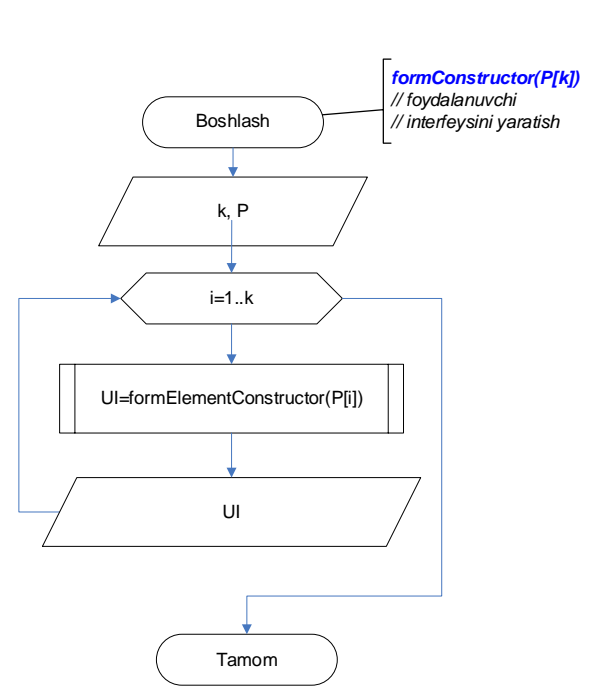 formConstructor(P[k])
// foydalanuvchi
// interfeysini yaratish
Boshlash
k, P
i=1..k
UI=formElementConstructor(P[i])
UI
Tamom